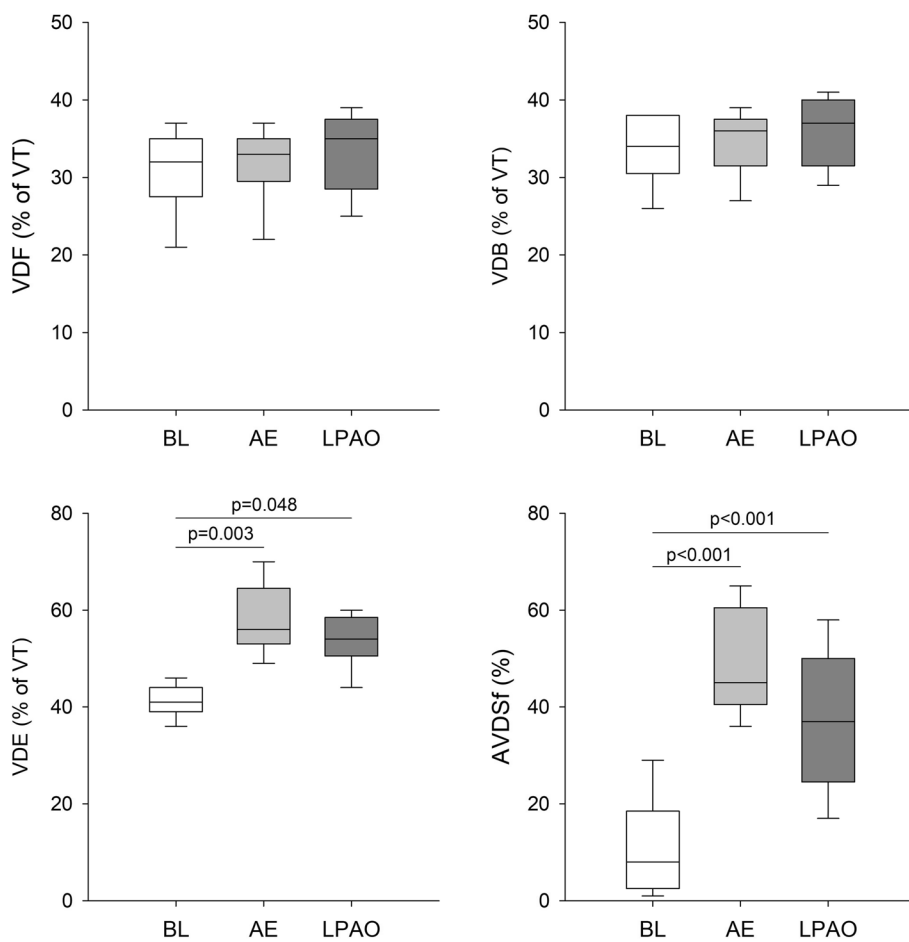 VDF (% of VT)
50
40
30
20
10
0
BL AE LPAO
VDB (% of VT)
50
40
30
20
10
0
BL AE LPAO
VDE (% of VT)
80
60
40
20
0
p=0.048
p=0.003
BL AE LPAO
AVDSf (%)
80
60
40
20
0
p<0.001
p<0.001
BL AE LPAO